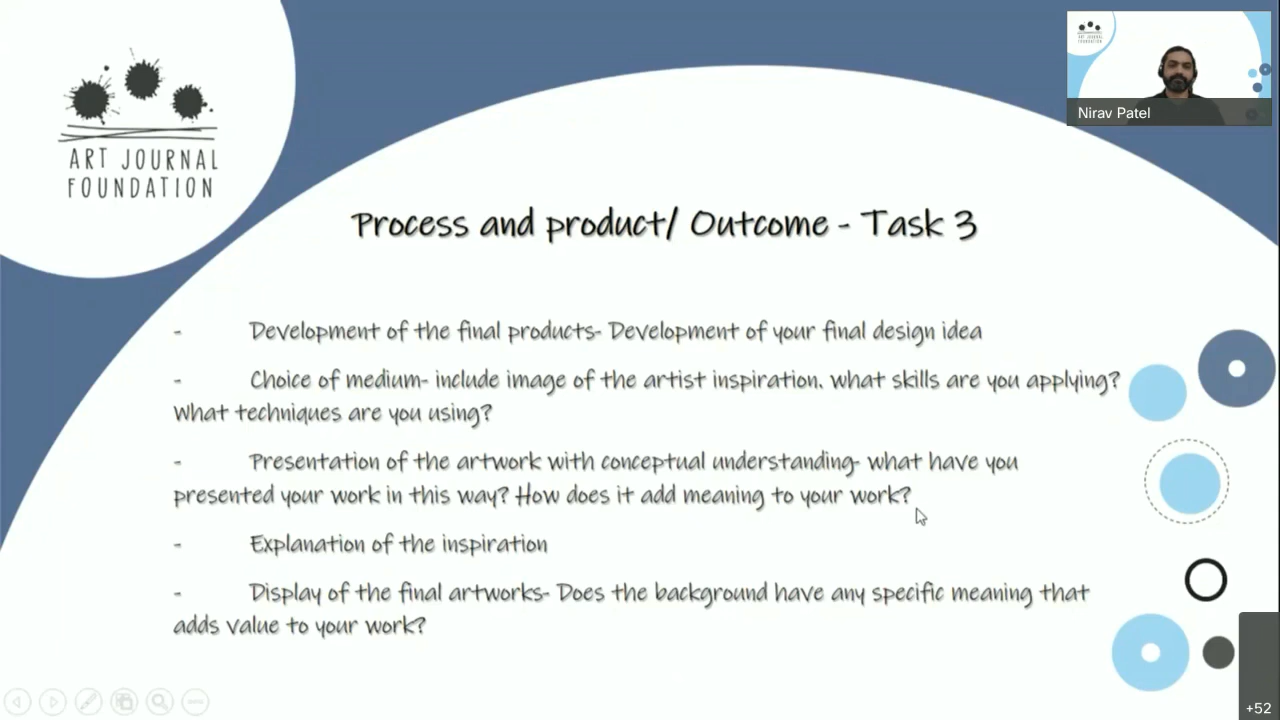 ART JOURNAL
FOUNDATION
Nirav Patel
Process and product/ Outcome - Task 3
- Development of the final products- Development of your final design idea
- Choice of medium- include image of the artist inspiration. what skills are you applying?
What techniques are you using?
- Presentation of the artwork with conceptual understanding- what have you
presented your work in this way? How does it add meaning to your work?
- Explanation of the inspiration
- Display of the final artworks- Does the background have any specific meaning that
adds value to your work?
+52